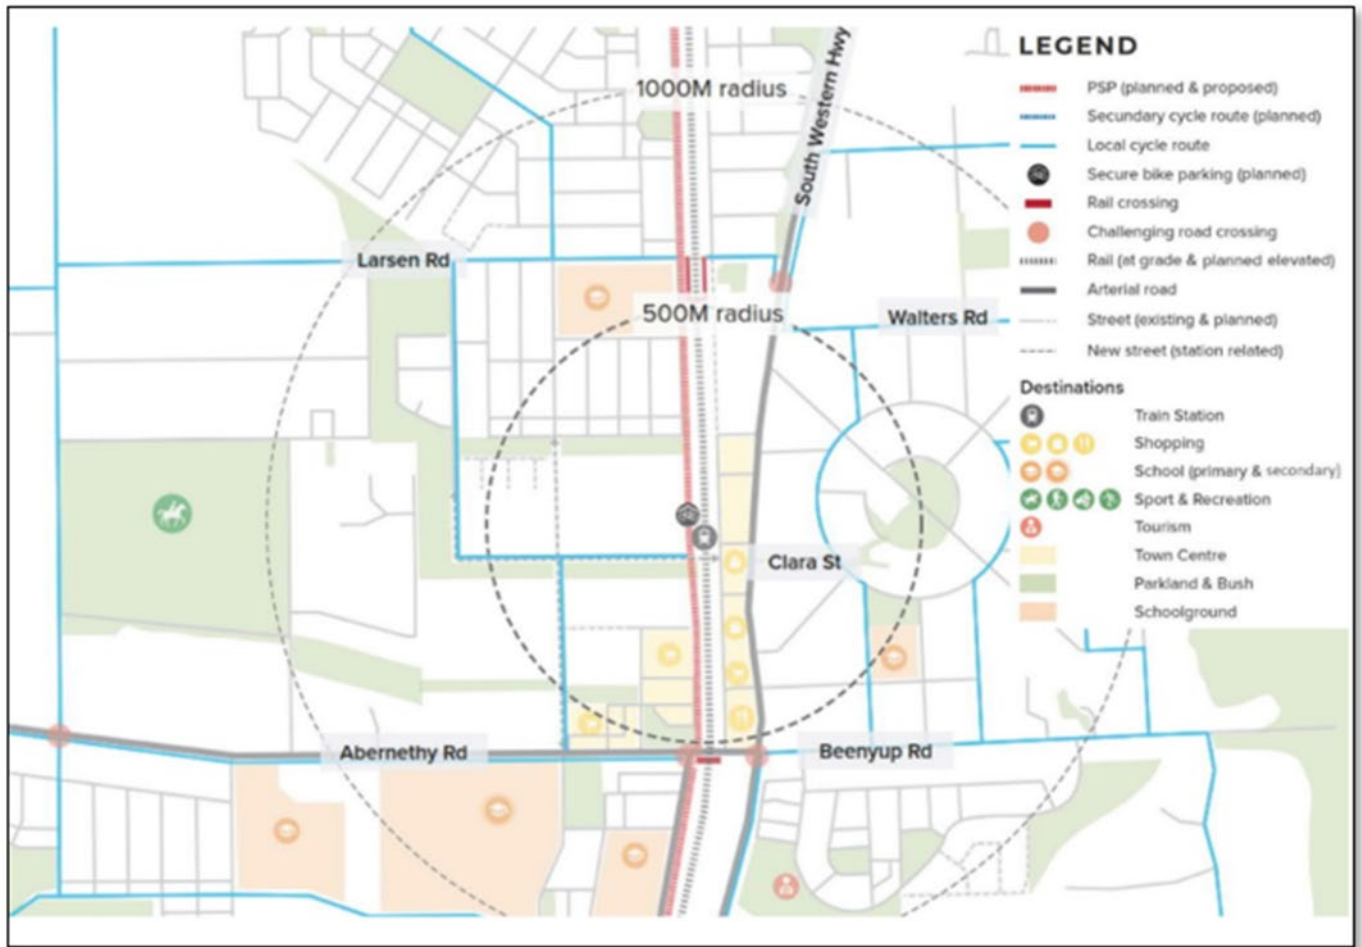 1000M radius
South Western Hwy
Larsen Rd
500M radius
Walters Rd
Clara St
Abernethy Rd
Beenyup Rd
LEGEND
PSP (planned & proposed)
Secundary cycle route (planned)
Local cycle route
Secure bike parking (planned)
Rail crossing
Challenging road crossing
Rail (at grade & planned elevated)
Arterial road
Street (existing & planned)
New street (station related)
Destinations
Train Station
Shopping
School (primary & secondary)
Sport & Recreation
Tourism
Town Centre
Parkland & Bush
Schoolground